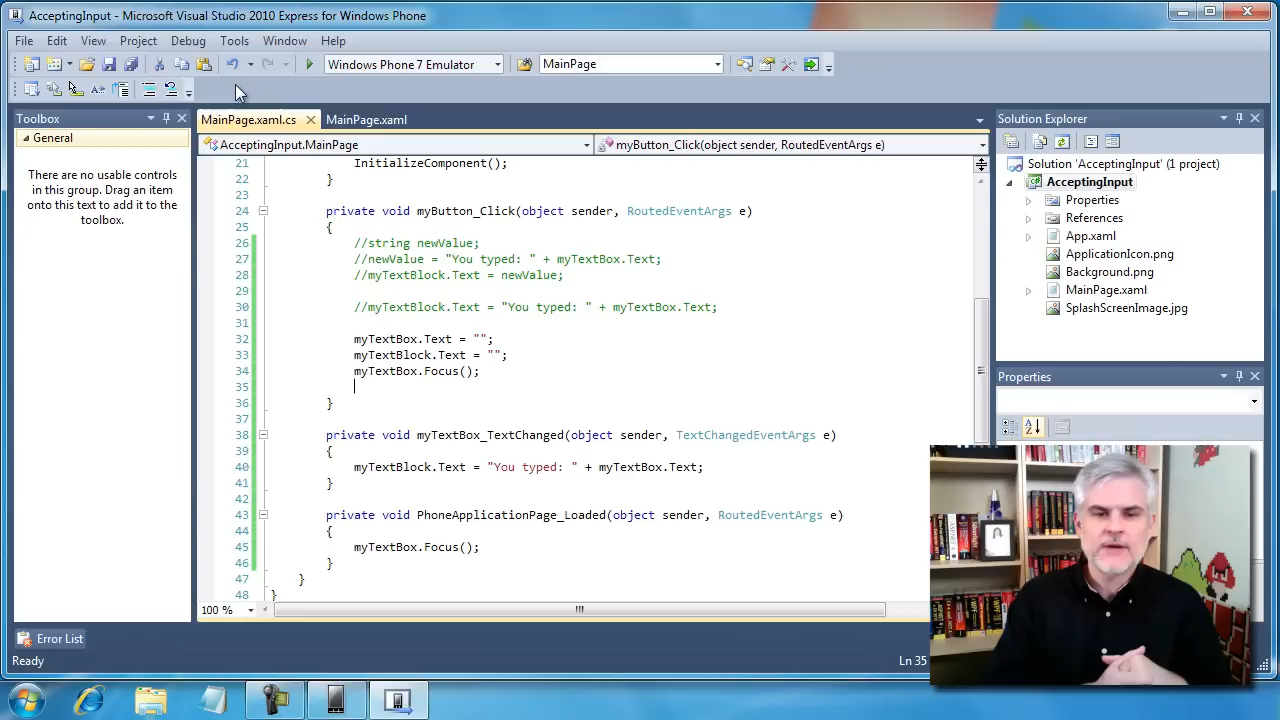 AcceptingInput - Microsoft Visual Studio 2010 Express for Windows Phone
File Edit View Project Debug Tools Window Help
Windows Phone 7 Emulator MainPage
Toolbox
General
There are no usable controls
in this group. Drag an item
onto this text to add it to the
toolbox.
MainPage.xaml.cs MainPage.xaml
AcceptingInput.MainPage myButton_Click(object sender, RoutedEventArgs e)
21 InitializeComponent();
22 }
23
24 private void myButton_Click(object sender, RoutedEventArgs e)
25 {
26 //string newValue;
27 //newValue = "You typed: " + myTextBox.Text;
28 //myTextBlock.Text = newValue;
29
30 //myTextBlock.Text = "You typed: " + myTextBox.Text;
31
32 myTextBox.Text = "";
33 myTextBlock.Text = "";
34 myTextBox.Focus();
35
36 }
37
38 private void myTextBox_TextChanged(object sender, TextChangedEventArgs e)
39 {
40 myTextBlock.Text = "You typed: " + myTextBox.Text;
41 }
42
43 private void PhoneApplicationPage_Loaded(object sender, RoutedEventArgs e)
44 {
45 myTextBox.Focus();
46 }
47 }
48 }
100 %
Solution Explorer
Solution 'AcceptingInput' (1 project)
AcceptingInput
Properties
References
App.xaml
ApplicationIcon.png
Background.png
MainPage.xaml
SplashScreenImage.jpg
Properties
Error List
Ready Ln 35